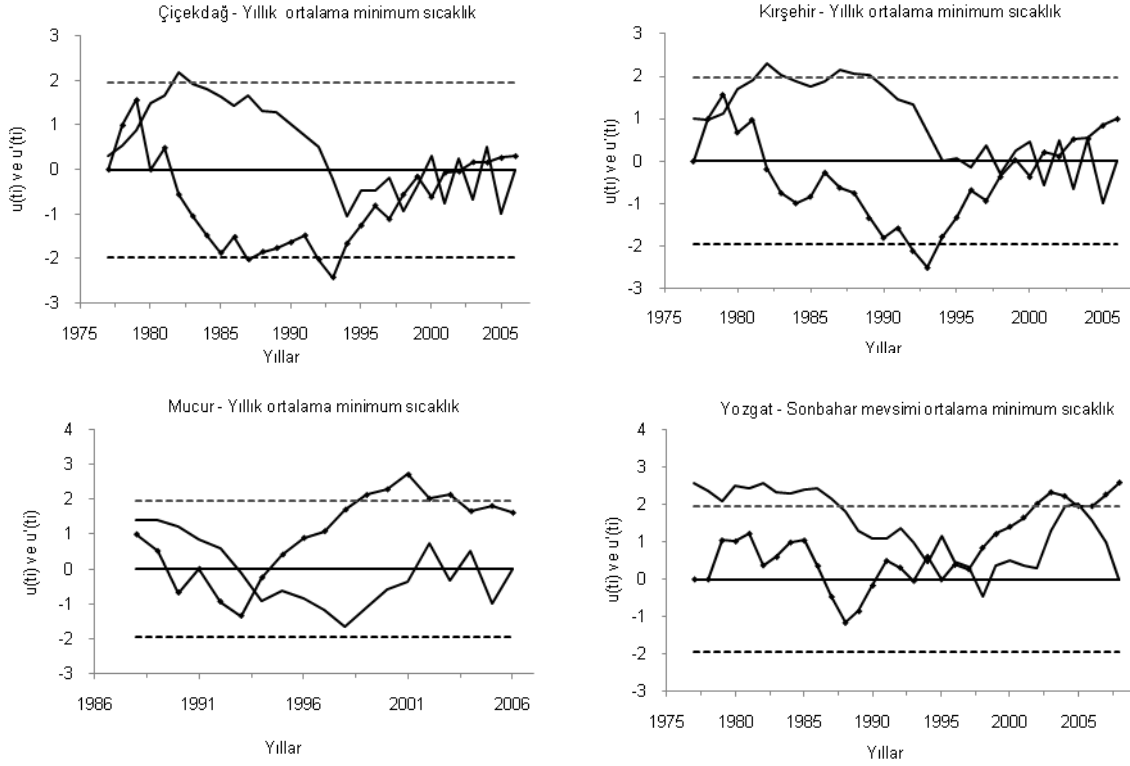 Çiçekdağ - Yıllık ortalama minimum sıcaklık
3
2
1
0
-1
-2
-3
u(ti) ve u'(ti)
1975 1980 1985 1990 1995 2000 2005
Yıllar
Kırşehir - Yıllık ortalama minimum sıcaklık
3
2
1
0
-1
-2
-3
u(ti) ve u'(ti)
1975 1980 1985 1990 1995 2000 2005
Yıllar
Mucur - Yıllık ortalama minimum sıcaklık
4
3
2
1
0
-1
-2
-3
u(ti) ve u'(ti)
1986 1991 1996 2001 2006
Yıllar
Yozgat - Sonbahar mevsimi ortalama minimum sıcaklık
4
3
2
1
0
-1
-2
-3
u(ti) ve u'(ti)
1975 1980 1985 1990 1995 2000 2005
Yıllar